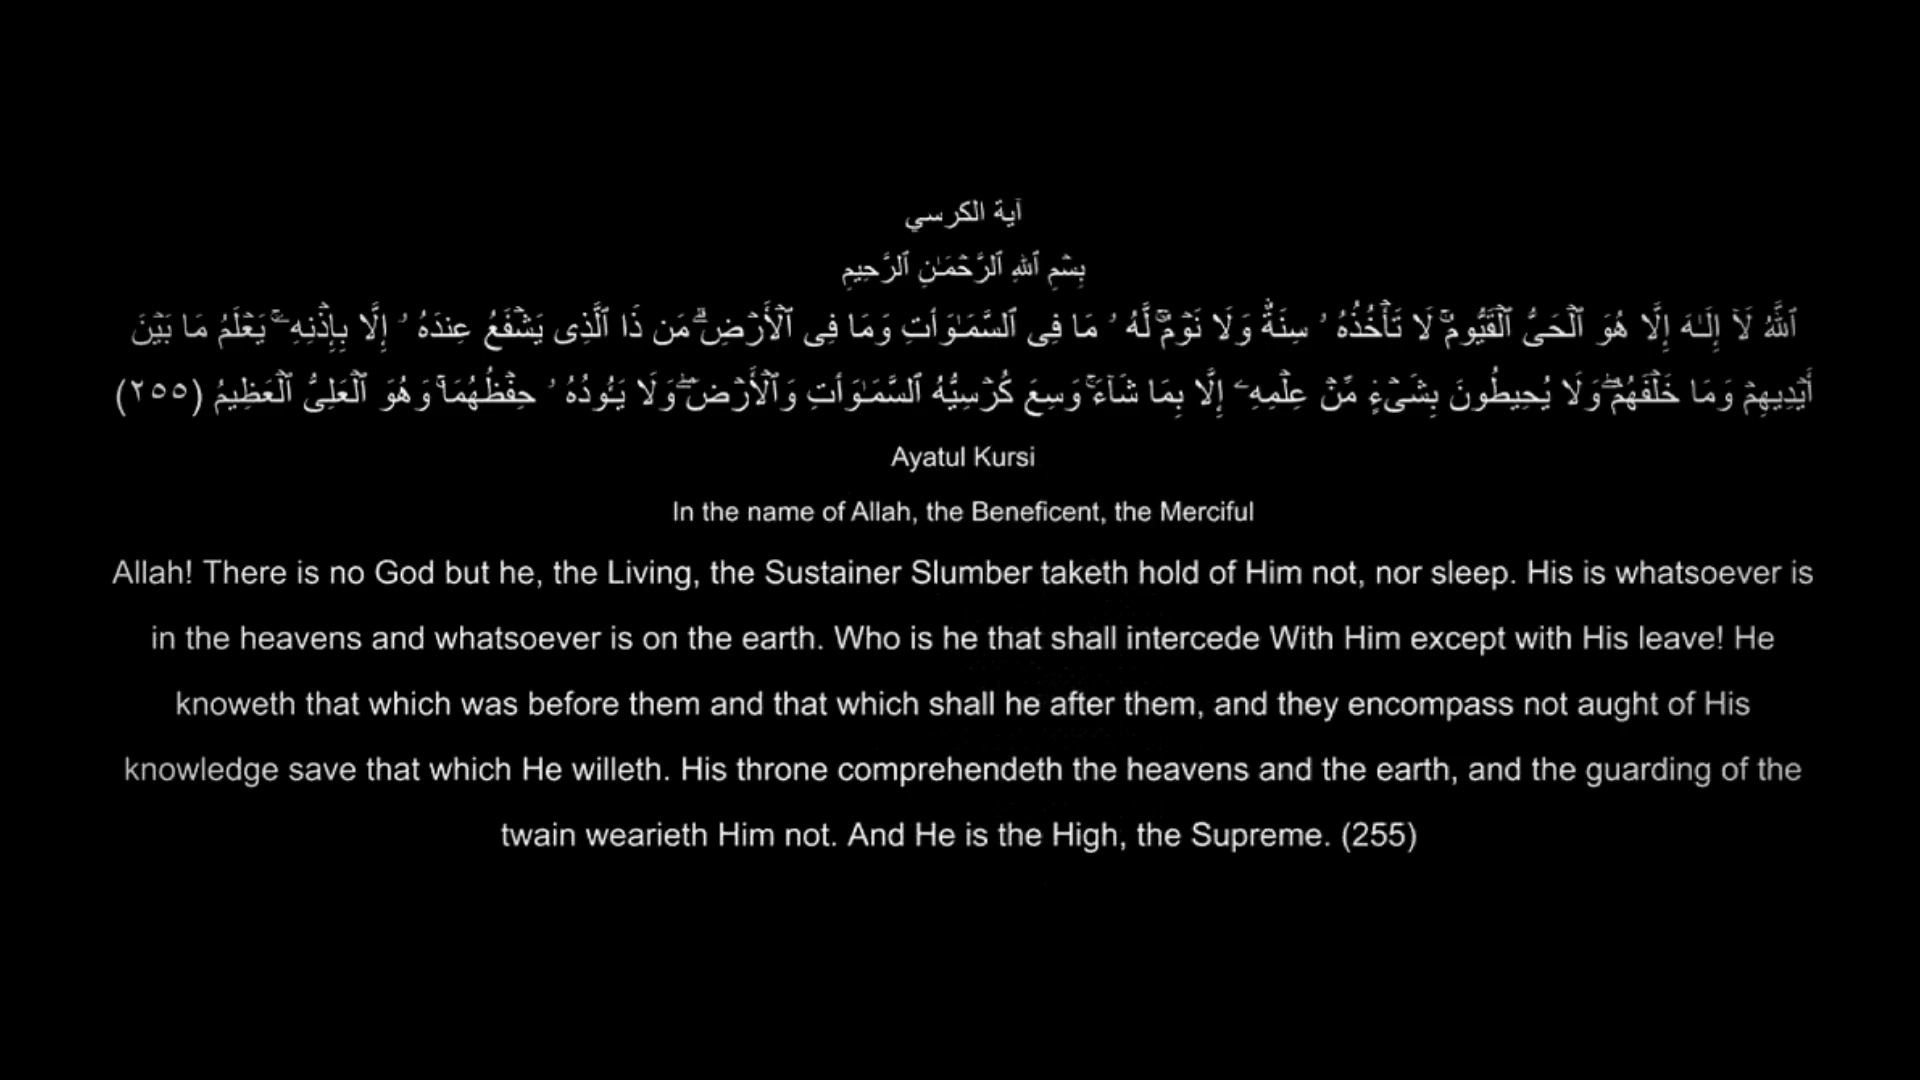 آية الكرسي
بِسْمِ ٱللهِ ٱلرَّحْمَـٰنِ ٱلرَّحِيمِ
ٱللَّهُ لَآ إِلَـٰهَ إِلَّا هُوَ ٱلْحَىُّ ٱلْقَيُّومُ ۚ لَا تَأْخُذُهُ ۥ سِنَةٌ وَلَا نَوْمٌ ۚ لَّهُ ۥ مَا فِى ٱلسَّمَـٰوَٲتِ وَمَا فِى ٱلْأَرْضِ ۗ مَن ذَا ٱلَّذِى يَشْفَعُ عِندَهُ ۥۤ إِلَّا بِإِذْنِهِۦ ۚ يَعْلَمُ مَا بَيْنَ
أَيْدِيهِمْ وَمَا خَلْفَهُمْ ۖ وَلَا يُحِيطُونَ بِشَىْءٍ مِّنْ عِلْمِهِۦۤ إِلَّا بِمَا شَآءَ ۚ وَسِعَ كُرْسِيُّهُ ٱلسَّمَـٰوَٲتِ وَٱلْأَرْضَ ۖ وَلَا يَـُٔودُهُ ۥ حِفْظُهُمَا ۚ وَهُوَ ٱلْعَلِىُّ ٱلْعَظِيمُ (٢٥٥)
Ayatul Kursi
In the name of Allah, the Beneficent, the Merciful
Allah! There is no God but he, the Living, the Sustainer Slumber taketh hold of Him not, nor sleep. His is whatsoever is
in the heavens and whatsoever is on the earth. Who is he that shall intercede With Him except with His leave! He
knoweth that which was before them and that which shall he after them, and they encompass not aught of His
knowledge save that which He willeth. His throne comprehendeth the heavens and the earth, and the guarding of the
twain wearieth Him not. And He is the High, the Supreme. (255)